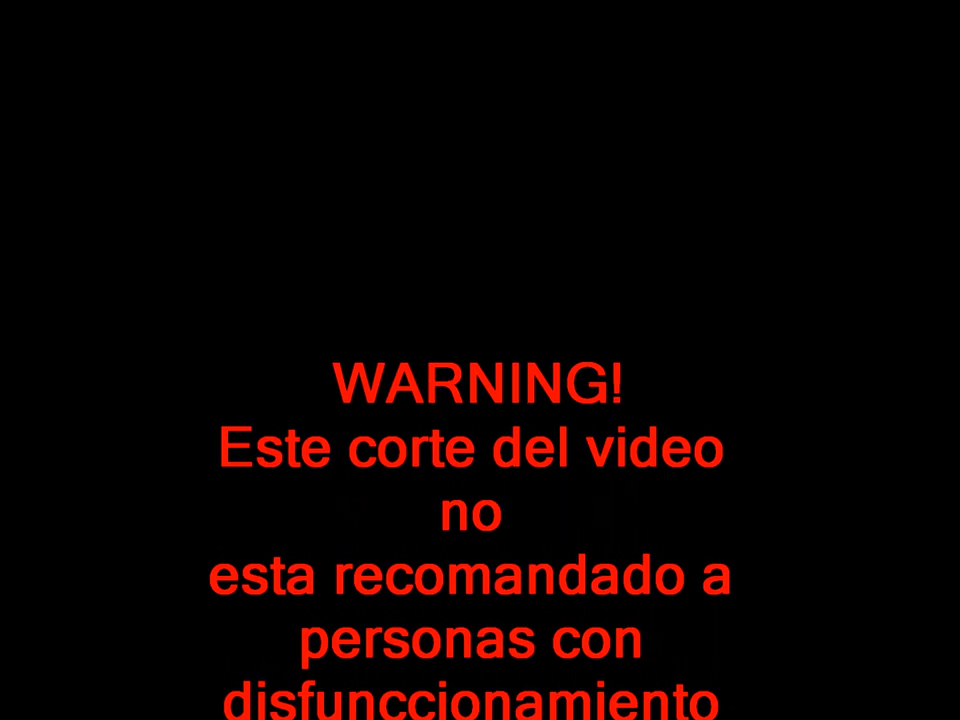 WARNING!
Este corte del video
no
esta recomandado a
personas con
disfunccionamiento